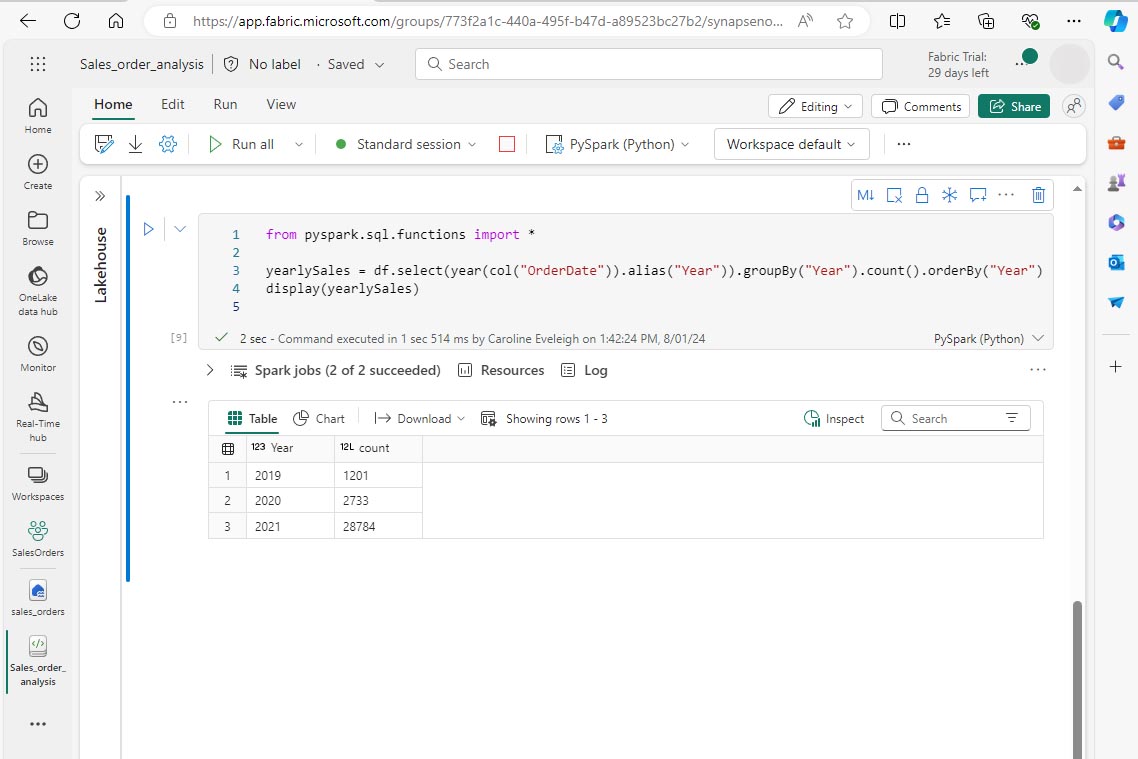 https://app.fabric.microsoft.com/groups/773f2a1c-440a-495f-b47d-a89523bc27b2/synapseno...
Sales_order_analysis
No label
· Saved
Search
Fabric Trial:
29 days left
Home
Edit
Run
View
Editing
Comments
Share
Run all
Standard session
PySpark (Python)
Workspace default
Home
Create
Browse
OneLake
data hub
Monitor
Real-Time
hub
Workspaces
SalesOrders
sales_orders
Sales_order_
analysis
Lakehouse
M↓
1 from pyspark.sql.functions import *
2
3 yearlySales = df.select(year(col("OrderDate")).alias("Year")).groupBy("Year").count().orderBy("Year")
4 display(yearlySales)
5
[9]
2 sec - Command executed in 1 sec 514 ms by Caroline Eveleigh on 1:42:24 PM, 8/01/24
PySpark (Python)
Spark jobs (2 of 2 succeeded)
Resources
Log
Table
Chart
Download
Showing rows 1 - 3
Inspect
Search
123 Year 12L count
1 2019 1201
2 2020 2733
3 2021 28784